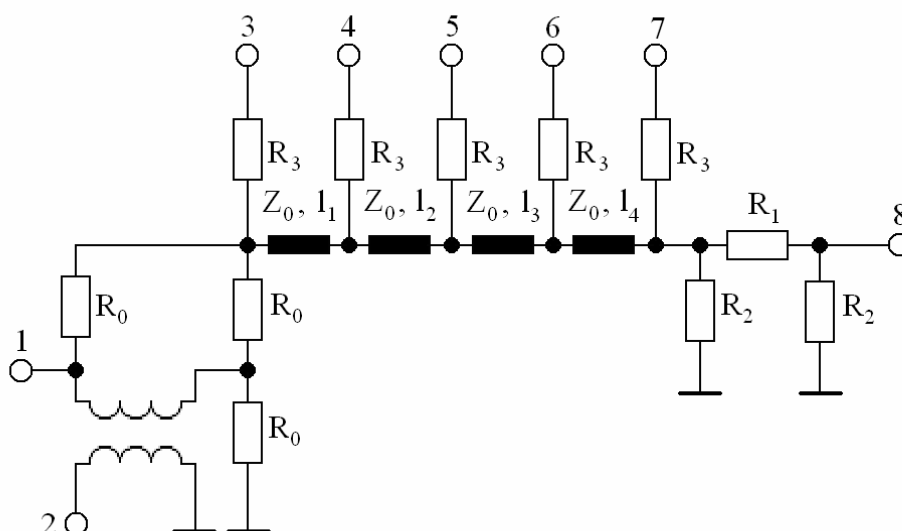 3 4 5 6 7
R₃ R₃ R₃ R₃ R₃
Z₀, l₁ Z₀, l₂ Z₀, l₃ Z₀, l₄ R₁ 8
R₀ R₀ R₂ R₂
1
R₀
2